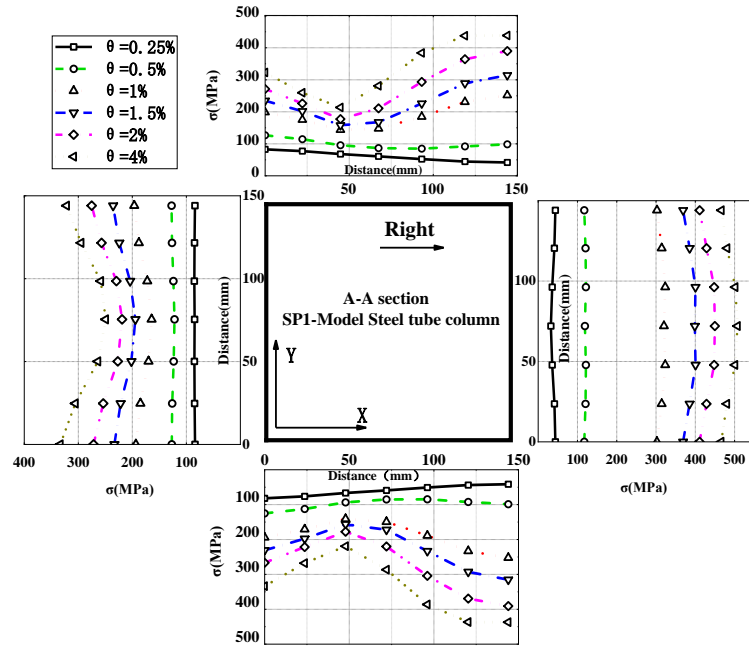 θ=0.25%
θ=0.5%
θ=1%
θ=1.5%
θ=2%
θ=4%
500
400
300
200
100
0
σ(MPa)
Distance(mm)
0 50 100 150
150
100
50
0
Distance(mm)
400 300 200 100
σ(MPa)
Right
A-A section
SP1-Model Steel tube column
Y
X
Distance(mm)
100 200 300 400 500
σ(MPa)
0 50 100 150
Distance（mm)
100
200
300
400
500
σ(MPa)